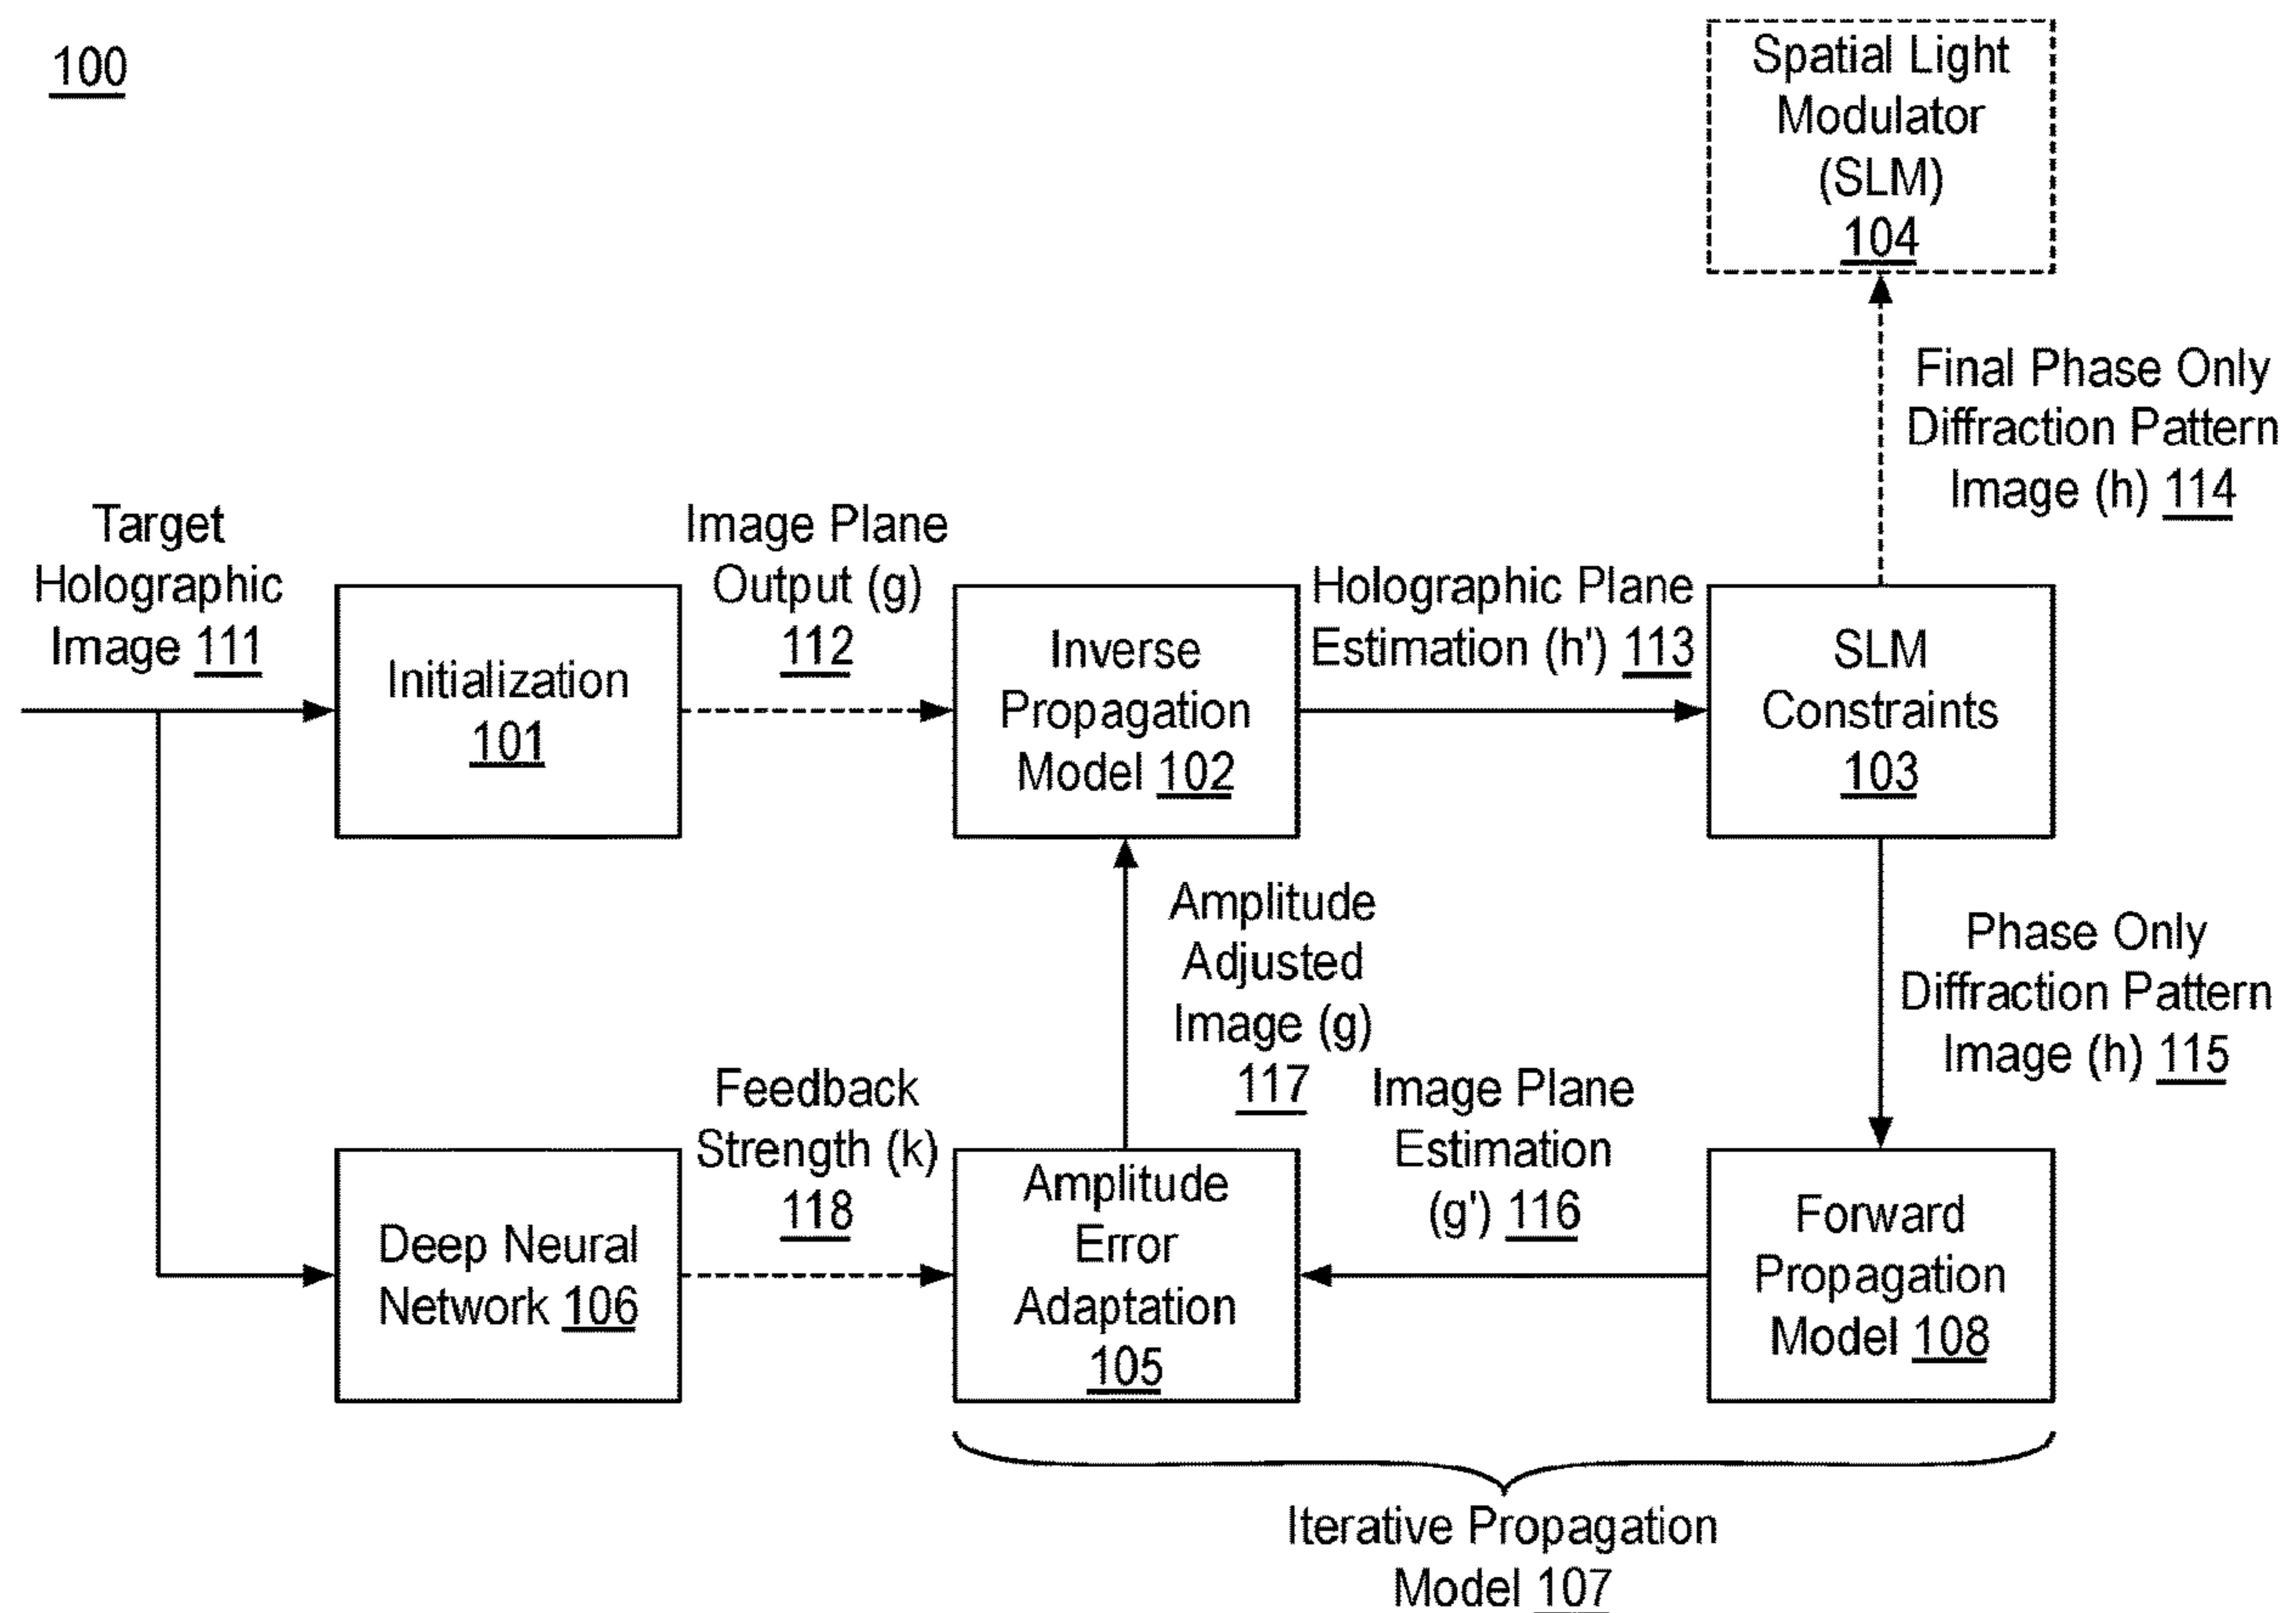 100
Spatial Light
Modulator
(SLM)
104
Final Phase Only
Diffraction Pattern
Image (h) 114
Target
Holographic
Image 111
Initialization
101
Image Plane
Output (g)
112
Inverse
Propagation
Model 102
Holographic Plane
Estimation (h') 113
SLM
Constraints
103
Amplitude
Adjusted
Image (g)
117
Phase Only
Diffraction Pattern
Image (h) 115
Deep Neural
Network 106
Feedback
Strength (k)
118
Amplitude
Error
Adaptation
105
Image Plane
Estimation
(g') 116
Forward
Propagation
Model 108
Iterative Propagation
Model 107